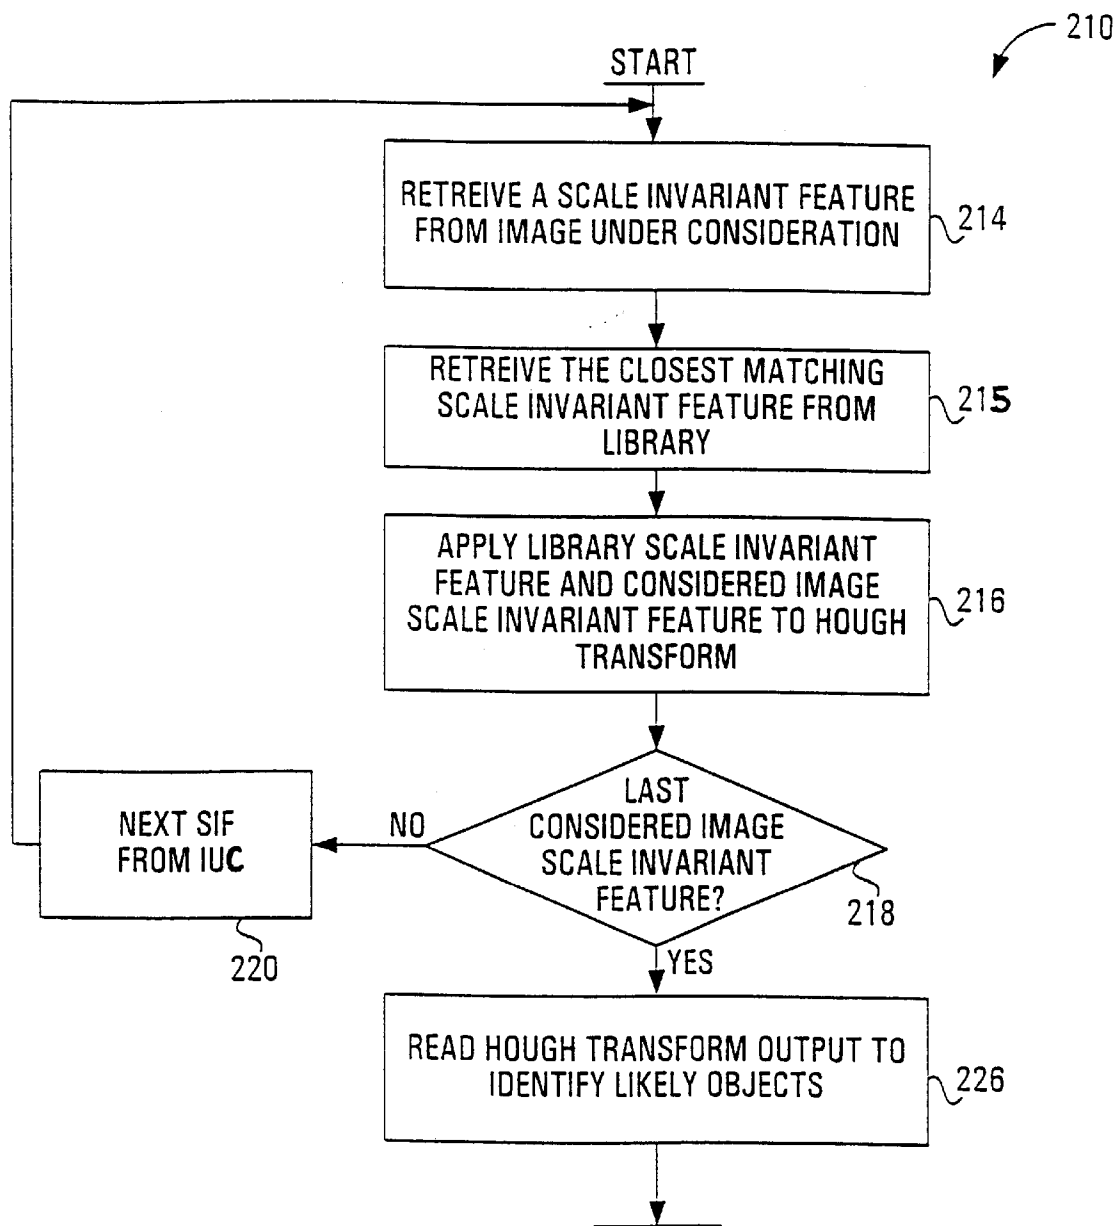 210
START
RETREIVE A SCALE INVARIANT FEATURE
FROM IMAGE UNDER CONSIDERATION
214
RETREIVE THE CLOSEST MATCHING
SCALE INVARIANT FEATURE FROM
LIBRARY
215
APPLY LIBRARY SCALE INVARIANT
FEATURE AND CONSIDERED IMAGE
SCALE INVARIANT FEATURE TO HOUGH
TRANSFORM
216
LAST
CONSIDERED IMAGE
SCALE INVARIANT
FEATURE?
218
NO
NEXT SIF
FROM IUC
220
YES
READ HOUGH TRANSFORM OUTPUT TO
IDENTIFY LIKELY OBJECTS
226